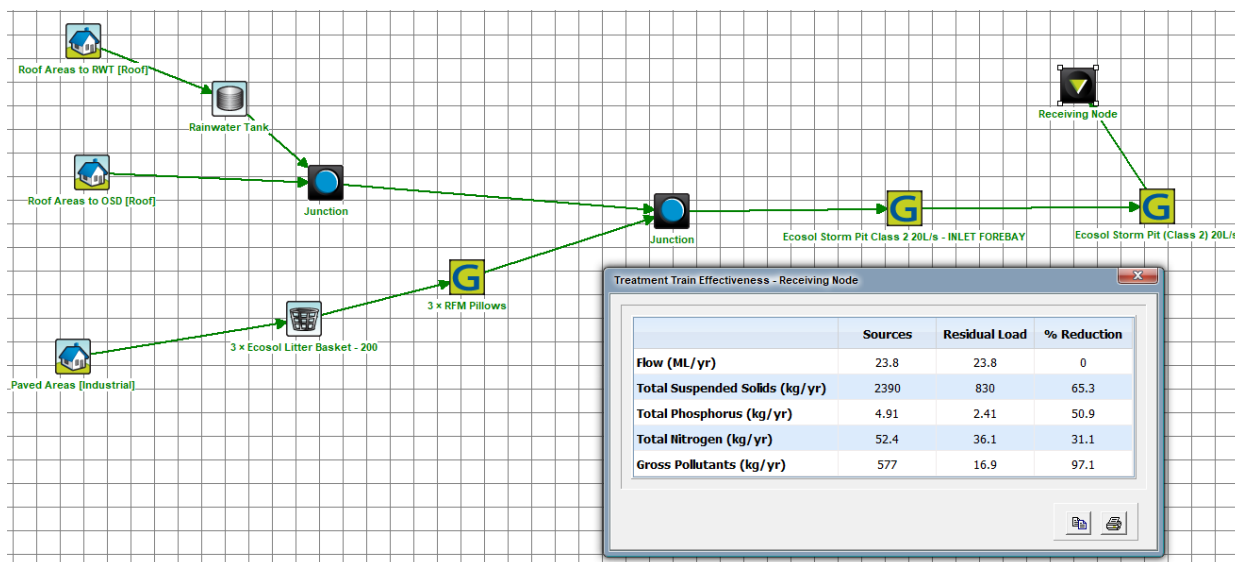 Roof Areas to RWT [Roof]
Rainwater Tank
Roof Areas to OSD [Roof]
Junction
Receiving Node
G
G
Junction
Ecosol Storm Pit Class 2 20L/s - INLET FOREBAY
Ecosol Storm Pit (Class 2) 20L/s
G
3 × RFM Pillows
3 × Ecosol Litter Basket - 200
Paved Areas [Industrial]
Treatment Train Effectiveness - Receiving Node
Sources Residual Load % Reduction
Flow (ML/yr) 23.8 23.8 0
Total Suspended Solids (kg/yr) 2390 830 65.3
Total Phosphorus (kg/yr) 4.91 2.41 50.9
Total Nitrogen (kg/yr) 52.4 36.1 31.1
Gross Pollutants (kg/yr) 577 16.9 97.1